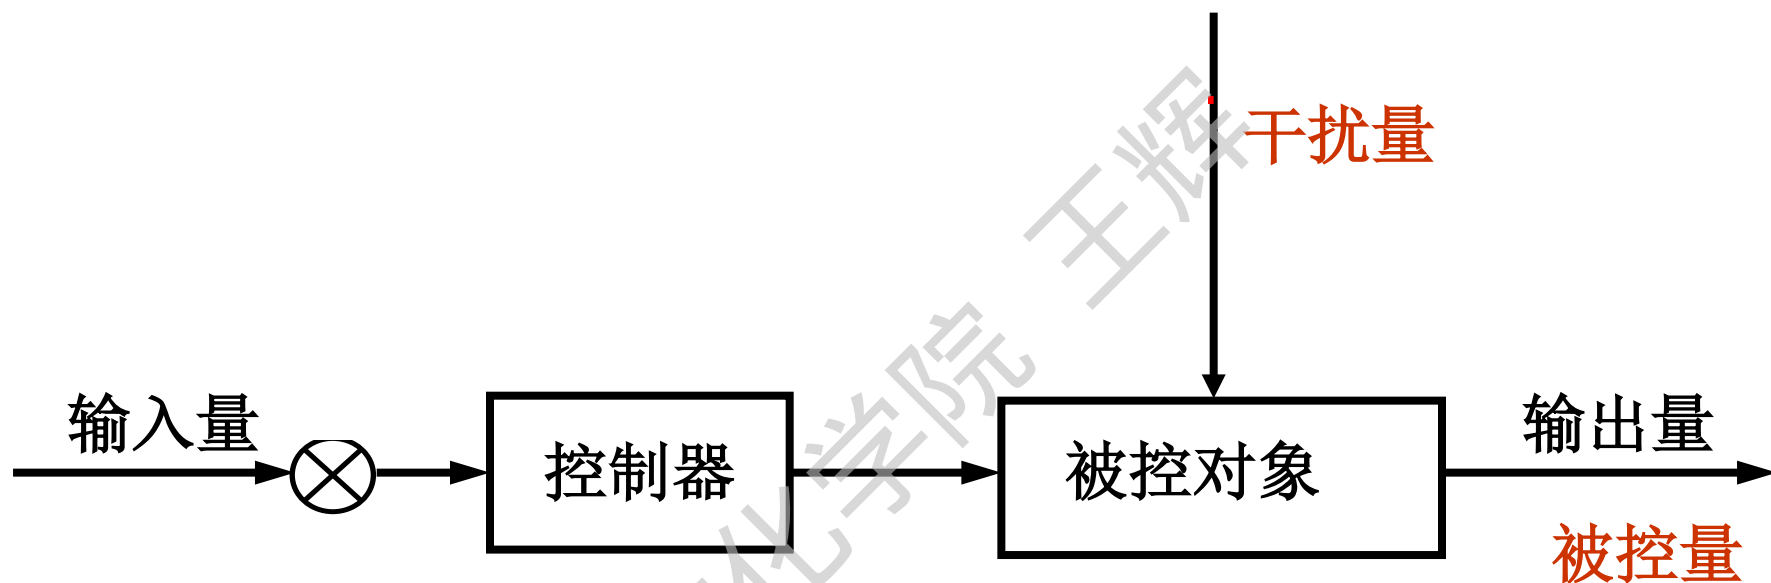 干扰量
输入量
控制器
被控对象
输出量
被控量
化学院 王辉